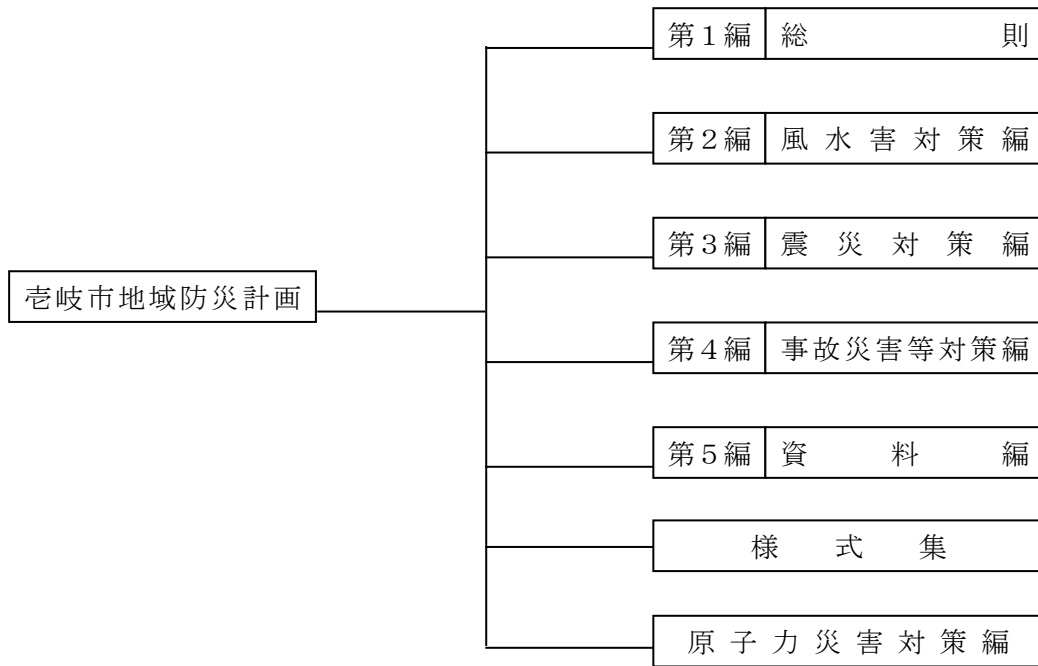 第１編 総則
第２編 風水害対策編
第３編 震災対策編
壱岐市地域防災計画
第４編 事故災害等対策編
第５編 資料編
様式集
原子力災害対策編